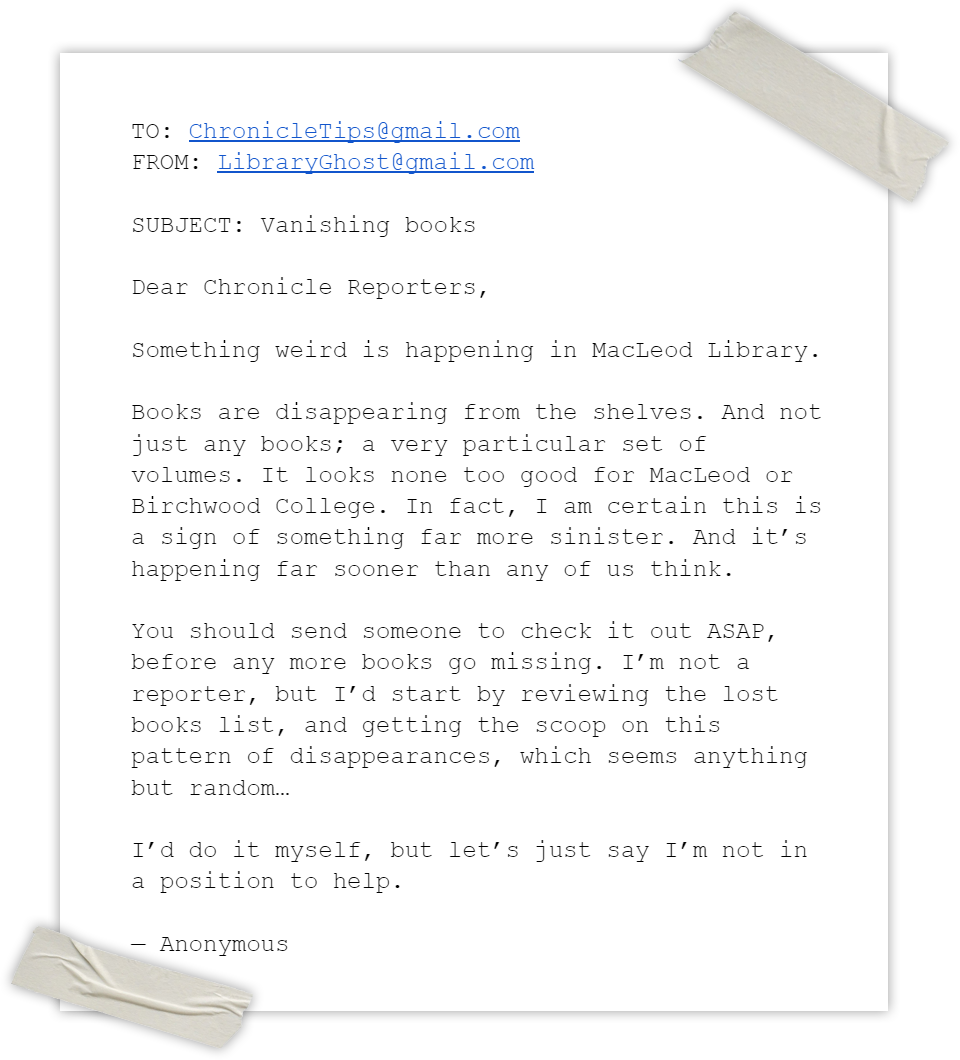 TO: ChronicleTips@gmail.com
FROM: LibraryGhost@gmail.com
SUBJECT: Vanishing books
Dear Chronicle Reporters,
Something weird is happening in MacLeod Library.
Books are disappearing from the shelves. And not
just any books; a very particular set of
volumes. It looks none too good for MacLeod or
Birchwood College. In fact, I am certain this is
a sign of something far more sinister. And it’s
happening far sooner than any of us think.
You should send someone to check it out ASAP,
before any more books go missing. I’m not a
reporter, but I’d start by reviewing the lost
books list, and getting the scoop on this
pattern of disappearances, which seems anything
but random…
I’d do it myself, but let’s just say I’m not in
a position to help.
— Anonymous